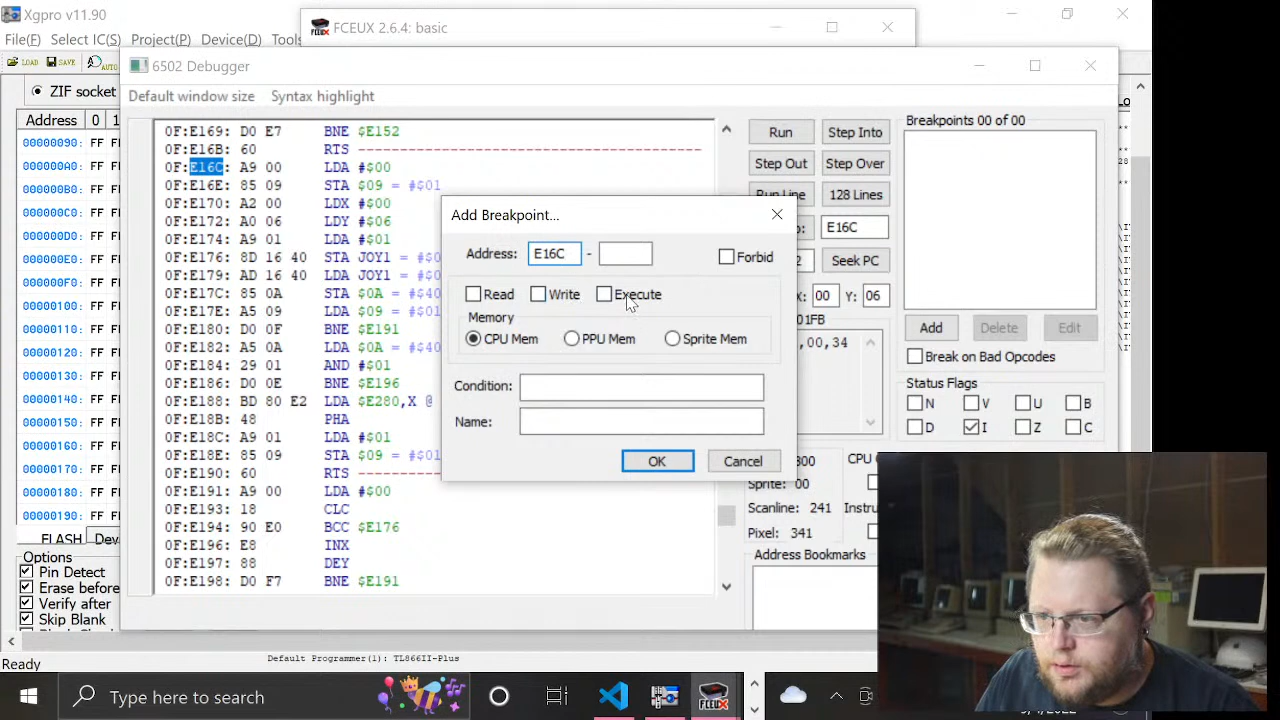 Xgpro v11.90
FCEUX 2.6.4: basic
File(F) Select IC(S) Project(P) Device(D) Tools
LOAD SAVE AUTO
6502 Debugger
Default window size Syntax highlight
ZIF socket
Address 0 1
00000090: FF FF
000000A0: FF FF
000000B0: FF FF
000000C0: FF FF
000000D0: FF FF
000000E0: FF FF
000000F0: FF FF
00000100: FF FF
00000110: FF FF
00000120: FF FF
00000130: FF FF
00000140: FF FF
00000150: FF FF
00000160: FF FF
00000170: FF FF
00000180: FF FF
00000190: FF FF
FLASH
Options
Pin Detect
Erase before
Verify after
Skip Blank
Ready
0F:E169: D0 E7 BNE $E152
0F:E16B: 60 RTS -----------------------------------------
0F:E16C: A9 00 LDA #$00
0F:E16E: 85 09 STA $09 = #$01
0F:E170: A2 00 LDX #$00
0F:E172: A0 06 LDY #$06
0F:E174: A9 01 LDA #$01
0F:E176: 8D 16 40 STA JOY1 = #$0
0F:E179: AD 16 40 LDA JOY1 = #$0
0F:E17C: 85 0A STA $0A = #$40
0F:E17E: A5 09 LDA $09 = #$01
0F:E180: D0 0F BNE $E191
0F:E182: A5 0A LDA $0A = #$40
0F:E184: 29 01 AND #$01
0F:E186: D0 0E BNE $E196
0F:E188: BD 80 E2 LDA $E280,X @
0F:E18B: 48 PHA
0F:E18C: A9 01 LDA #$01
0F:E18E: 85 09 STA $09 = #$01
0F:E190: 60 RTS -------------
0F:E191: A9 00 LDA #$00
0F:E193: 18 CLC
0F:E194: 90 E0 BCC $E176
0F:E196: E8 INX
0F:E197: 88 DEY
0F:E198: D0 F7 BNE $E191
Run Step Into
Step Out Step Over
Run Line 128 Lines
E16C
Seek PC
X: 00 Y: 06
01FB
,00,34
Sprite: 00
Scanline: 241
Pixel: 341
Address Bookmarks
Breakpoints 00 of 00
Add Delete Edit
Break on Bad Opcodes
Status Flags
N V U B
D I Z C
Add Breakpoint...
Address: E16C -
Forbid
Read Write Execute
Memory
CPU Mem PPU Mem Sprite Mem
Condition:
Name:
OK Cancel
Default Programmer(1): TL866II-Plus
Type here to search